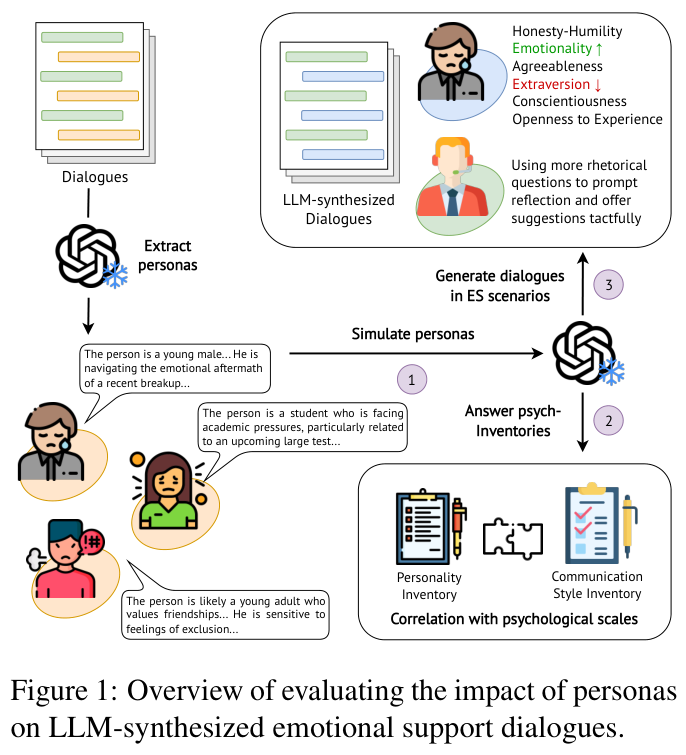 Dialogues
Extract
personas
LLM-synthesized
Dialogues
Honesty-Humility
Emotionality ↑
Agreeableness
Extraversion ↓
Conscientiousness
Openness to Experience
Using more rhetorical
questions to prompt
reflection and offer
suggestions tactfully
Generate dialogues
in ES scenarios
3
Simulate personas
1
The person is a young male... He is
navigating the emotional aftermath
of a recent breakup...
The person is a student who is facing
academic pressures, particularly related
to an upcoming large test...
!#
The person is likely a young adult who
values friendships... He is sensitive to
feelings of exclusion...
Answer psych-
Inventories
2
Personality
Inventory
Communication
Style Inventory
Correlation with psychological scales
Figure 1: Overview of evaluating the impact of personas
on LLM-synthesized emotional support dialogues.